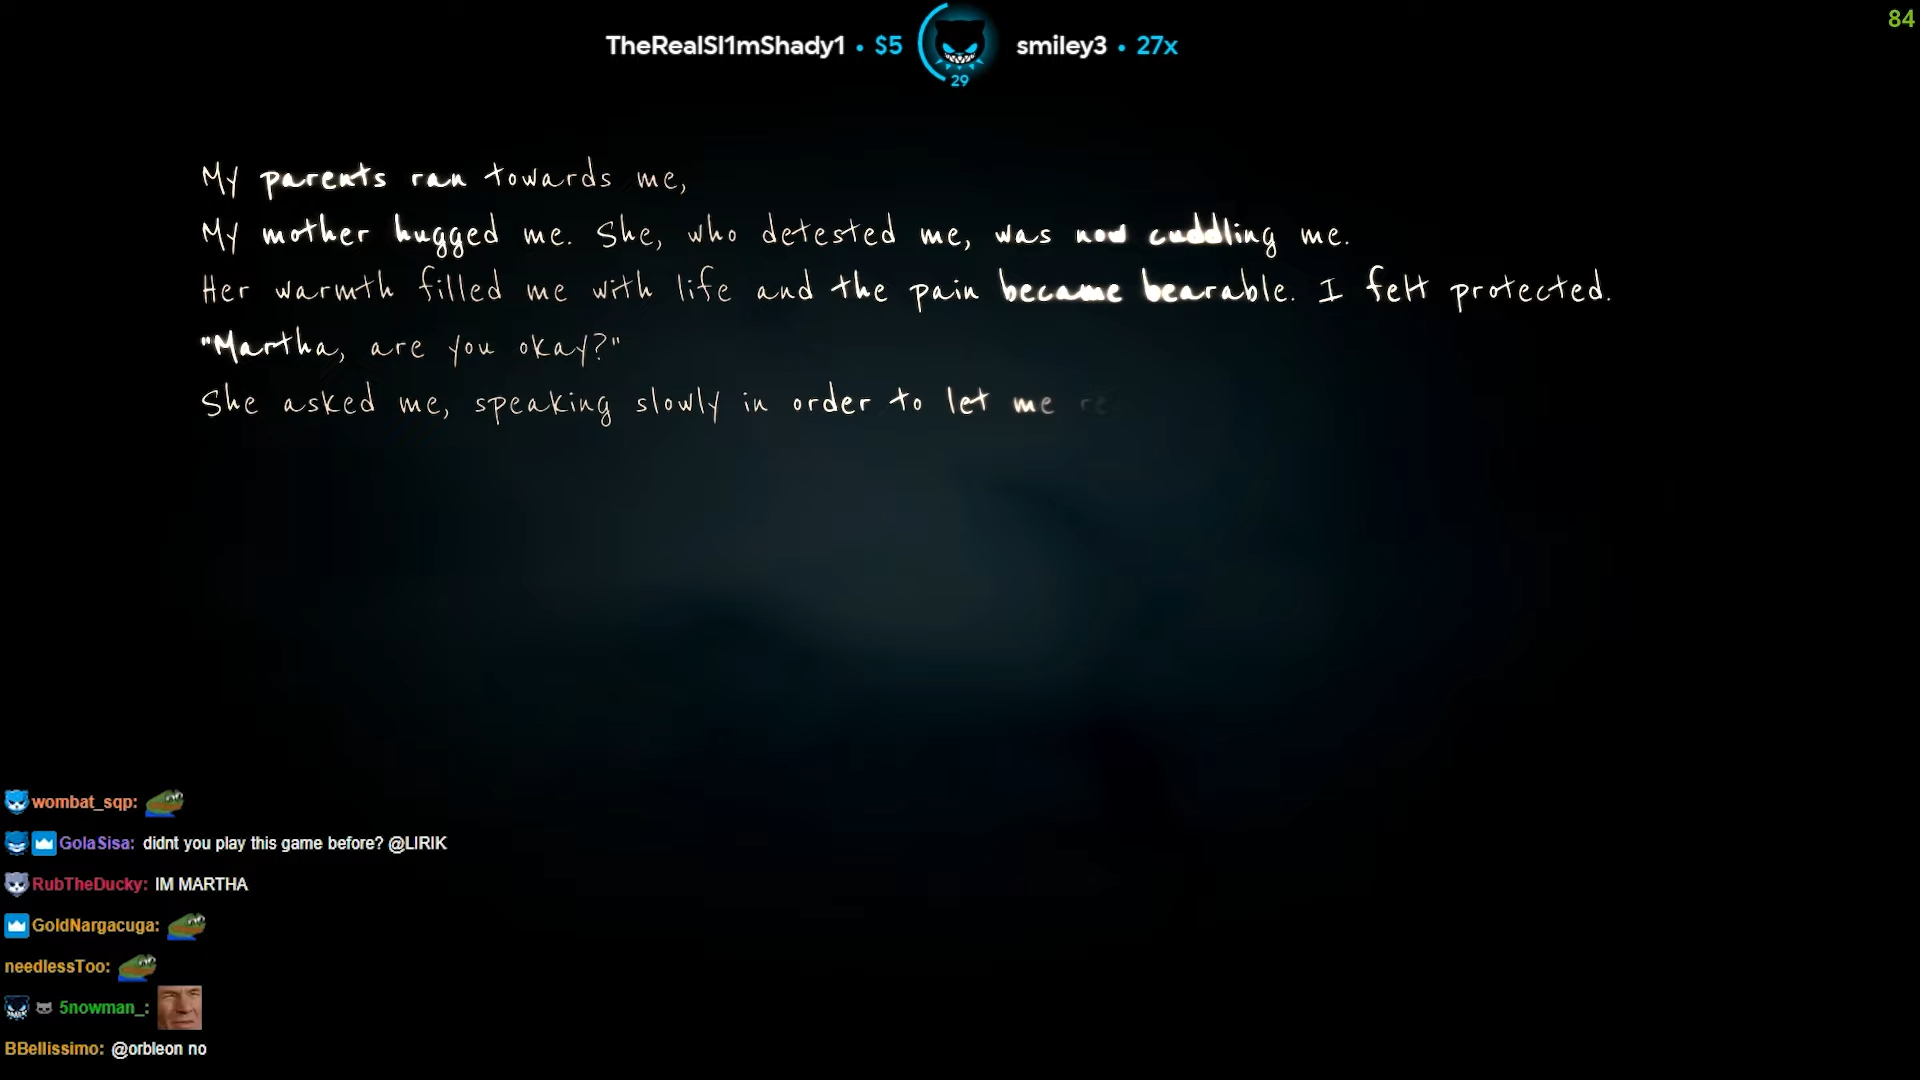 84
TheRealSl1mShady1 • $5
29
smiley3 • 27x
My parents ran towards me,
My mother hugged me. She, who detested me, was now cuddling me.
Her warmth filled me with life and the pain became bearable. I felt protected.
"Martha, are you okay?"
She asked me, speaking slowly in order to let me re
wombat_sqp:
GolaSisa: didnt you play this game before? @LIRIK
RubTheDucky: IM MARTHA
GoldNargacuga:
needlessToo:
5nowman_:
BBellissimo: @orbleon no